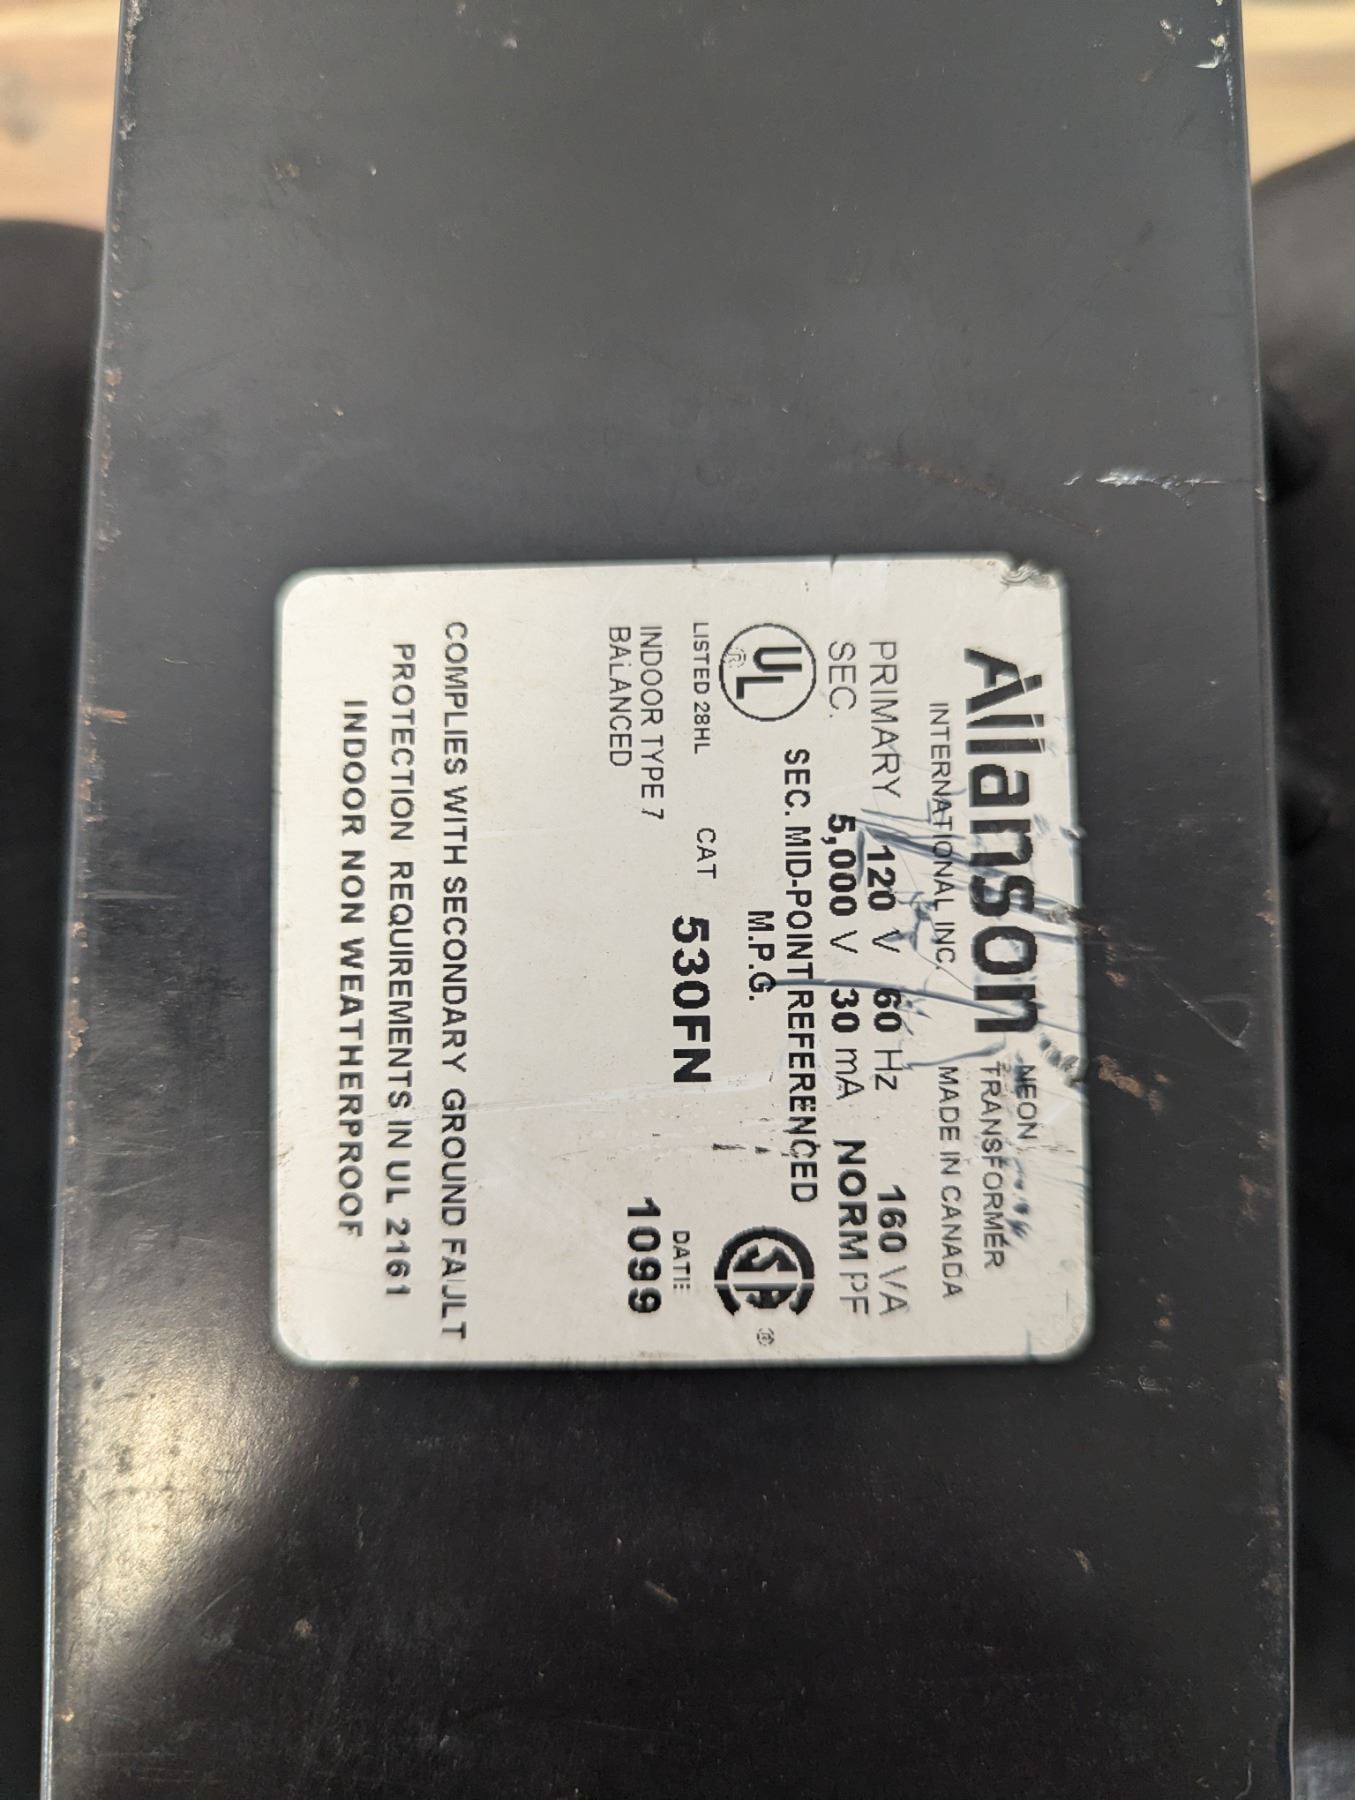 Allanson NEON
TRANSFORMER
INTERNATIONAL INC. MADE IN CANADA
PRIMARY 120 V 60 Hz 160 VA
SEC. 5,000 V 30 mA NORM PF
SEC. MID-POINT REFERENCED
M.P.G.
UL ®
SA ®
LISTED 28HL CAT 530FN DATE
1099
INDOOR TYPE 7
BALANCED
COMPLIES WITH SECONDARY GROUND FAULT
PROTECTION REQUIREMENTS IN UL 2161
INDOOR NON WEATHERPROOF